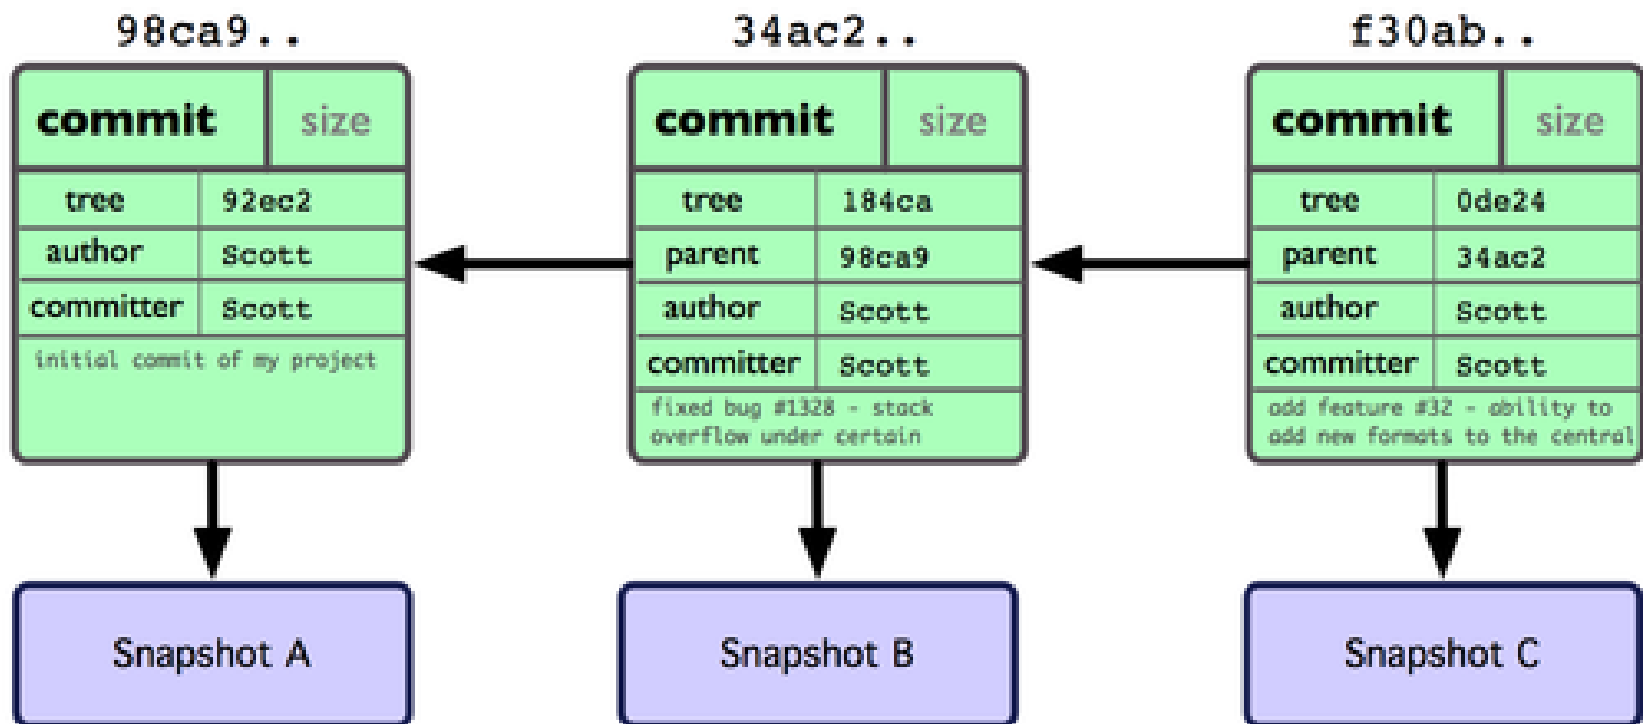 98ca9..
34ac2..
f30ab..
commit size
tree 92ec2
author Scott
committer Scott
initial commit of my project
commit size
tree 184ca
parent 98ca9
author Scott
committer Scott
fixed bug #1328 - stack
overflow under certain
commit size
tree 0de24
parent 34ac2
author Scott
committer Scott
add feature #32 - ability to
add new formats to the central
Snapshot A
Snapshot B
Snapshot C